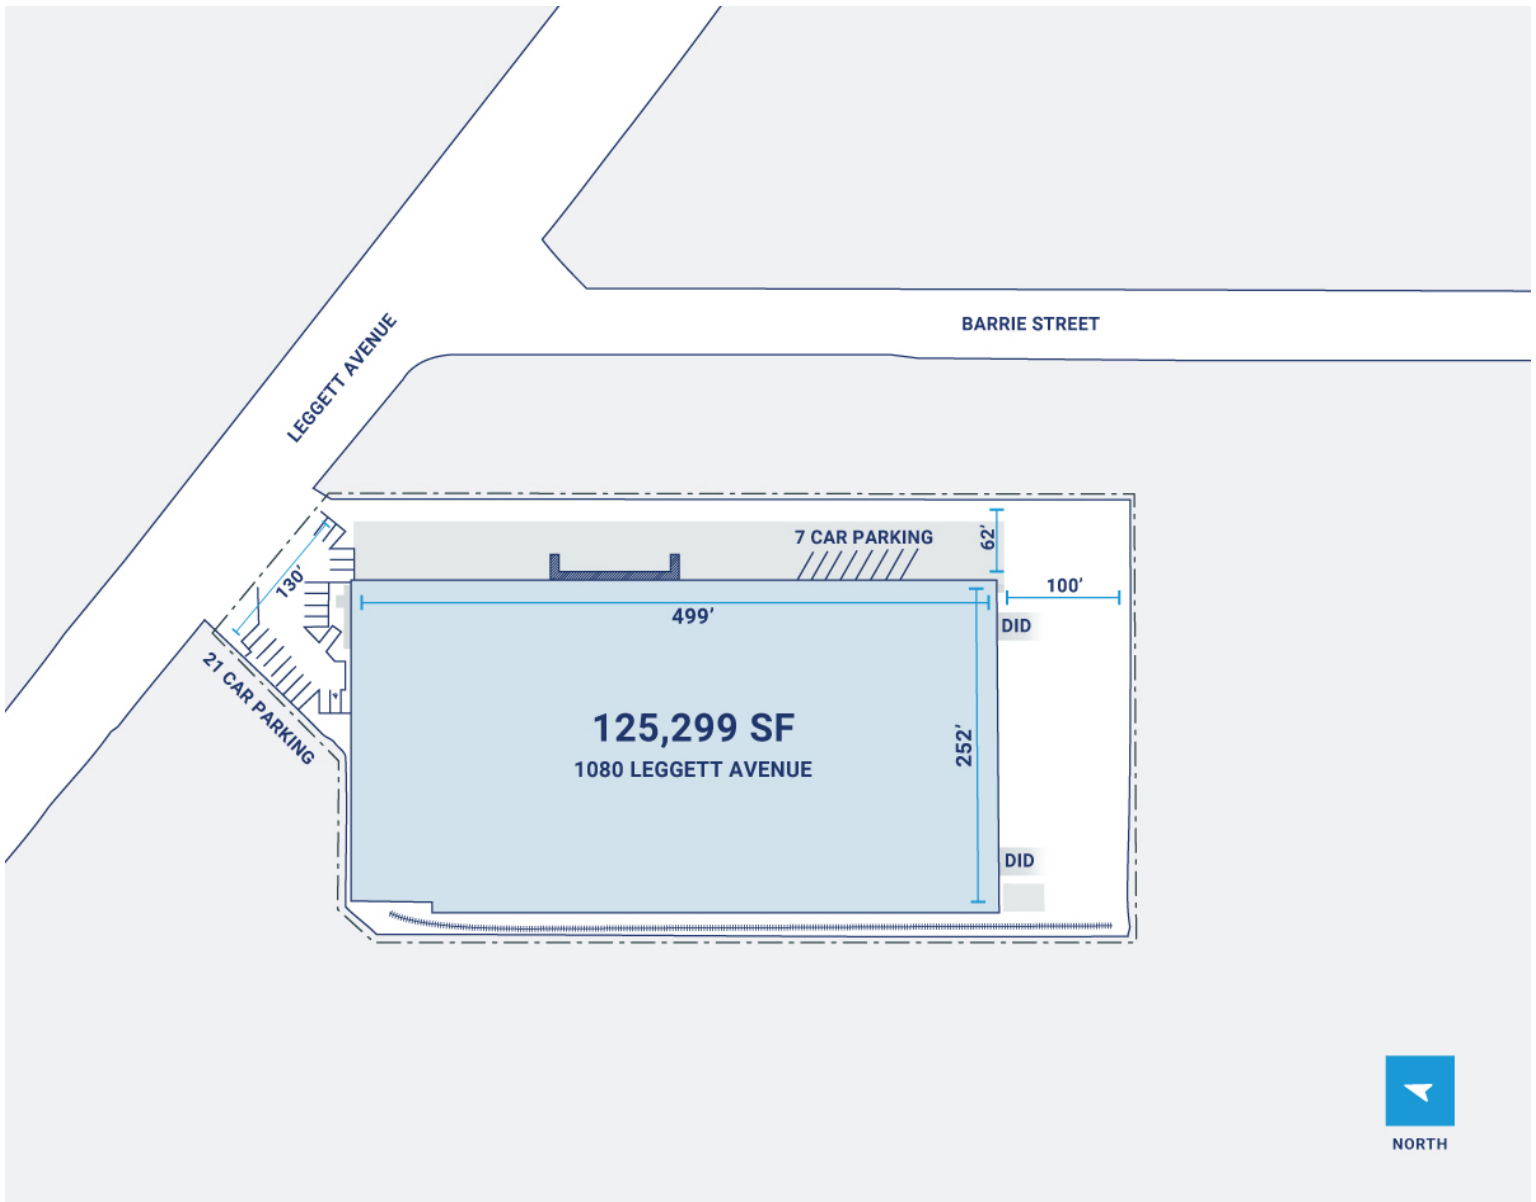 BARRIE STREET
LEGGETT AVENUE
7 CAR PARKING
62’
130’
100’
499’
DID
21 CAR PARKING
125,299 SF
252’
1080 LEGGETT AVENUE
DID
NORTH